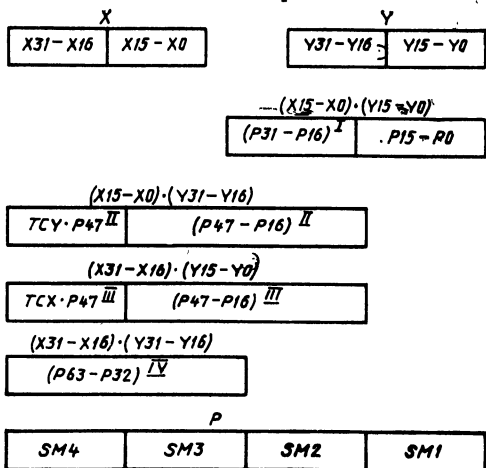 X Y
X31-X16 X15-X0 Y31-Y16 Y15-Y0
(X15-X0)·(Y15-Y0)
(P31-P16) I P15-P0
(X15-X0)·(Y31-Y16)
TCY·P47 II (P47-P16) II
(X31-X16)·(Y15-Y0)
TCX·P47 III (P47-P16) III
(X31-X16)·(Y31-Y16)
(P63-P32) IV
P
SM4 SM3 SM2 SM1